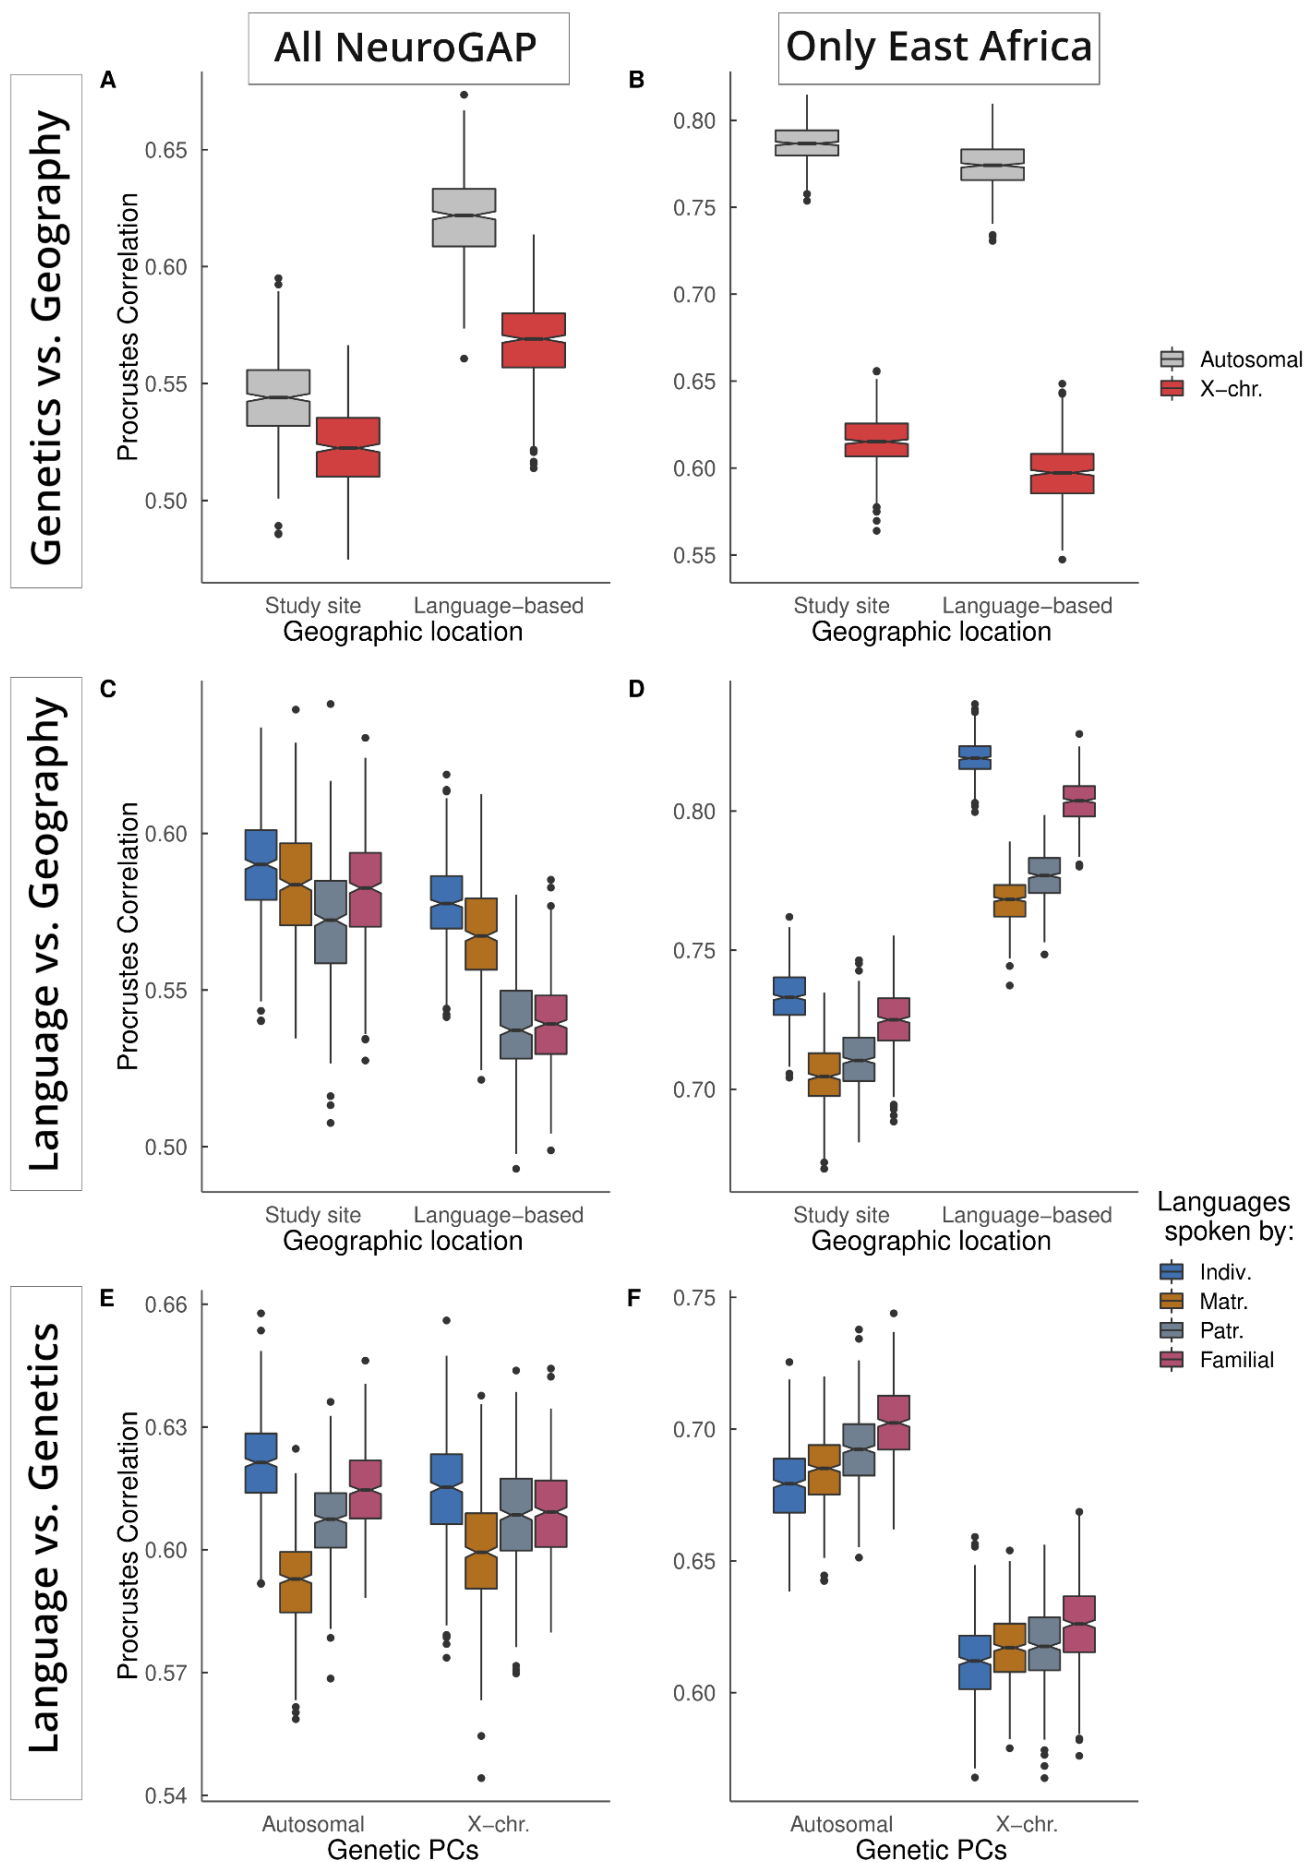 All NeuroGAP
Only East Africa
Genetics vs. Geography
A
Procrustes Correlation
0.65
0.60
0.55
0.50
Study site
Language−based
Geographic location
B
0.80
0.75
0.70
0.65
0.60
0.55
Study site
Language−based
Geographic location
Autosomal
X−chr.
Language vs. Geography
C
Procrustes Correlation
0.60
0.55
0.50
Study site
Language−based
Geographic location
D
0.80
0.75
0.70
Study site
Language−based
Geographic location
Languages
spoken by:
Indiv.
Matr.
Patr.
Familial
Language vs. Genetics
E
Procrustes Correlation
0.66
0.63
0.60
0.57
0.54
Autosomal
X−chr.
Genetic PCs
F
0.75
0.70
0.65
0.60
Autosomal
X−chr.
Genetic PCs